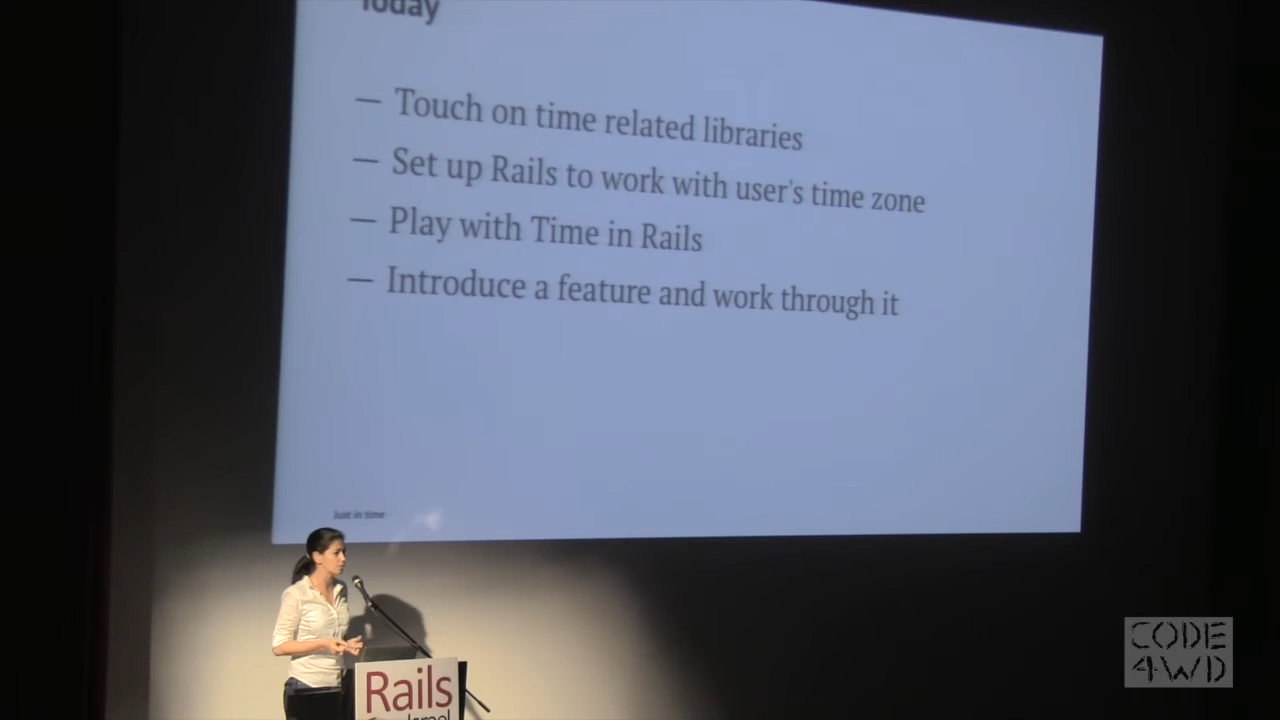 Today
— Touch on time related libraries
— Set up Rails to work with user's time zone
— Play with Time in Rails
— Introduce a feature and work through it
Just in time
Rails
Israel
CODE
4WD